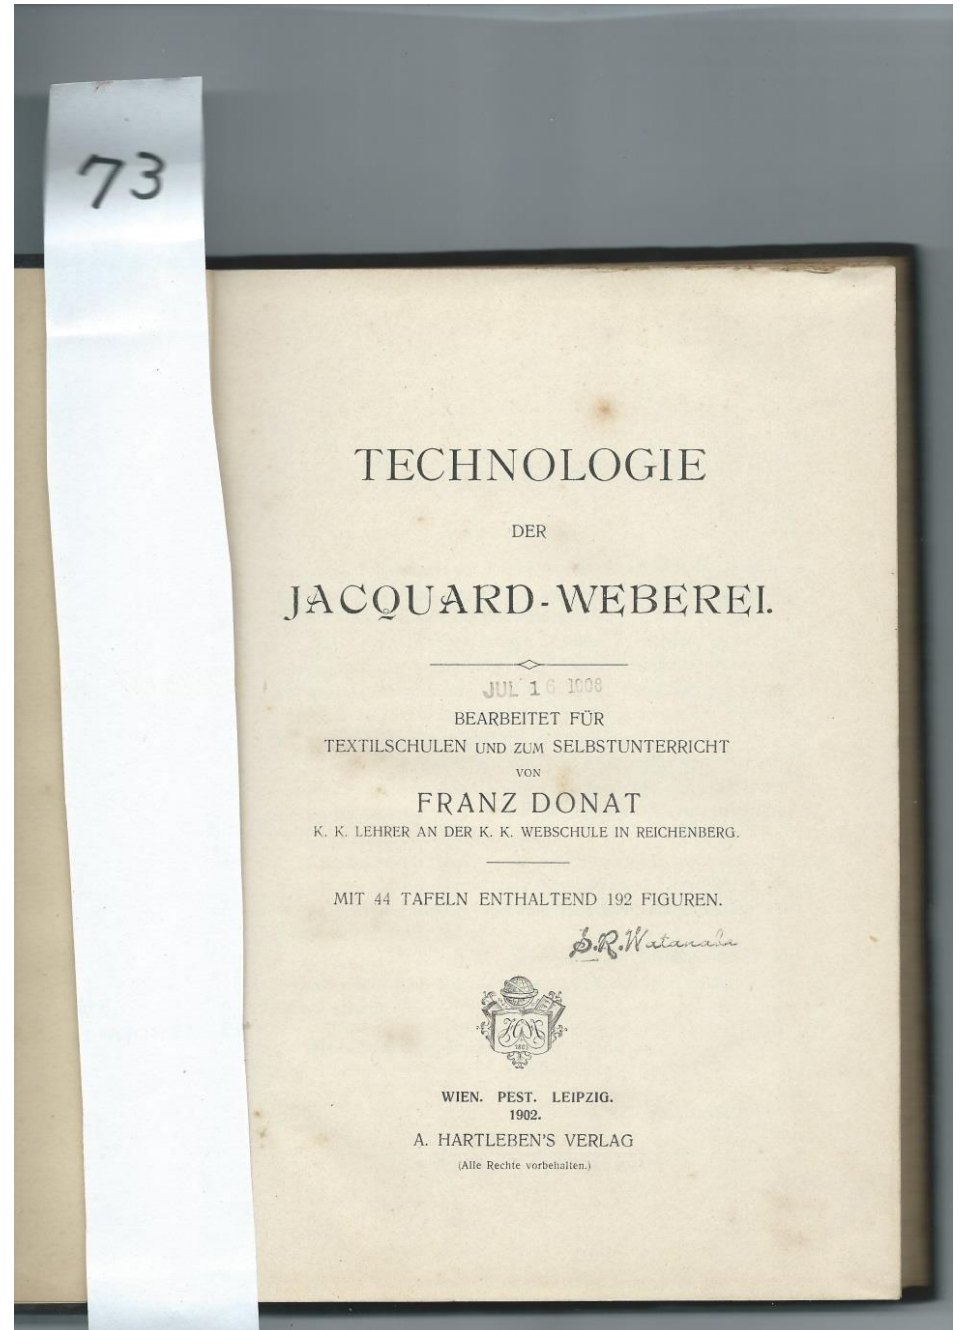 73
TECHNOLOGIE
DER
JACQUARD-WEBEREI.
JUL 16 1908
BEARBEITET FÜR
TEXTILSCHULEN UND ZUM SELBSTUNTERRICHT
VON
FRANZ DONAT
K. K. LEHRER AN DER K. K. WEBSCHULE IN REICHENBERG.
MIT 44 TAFELN ENTHALTEND 192 FIGUREN.
S.R.Watanabe
WIEN. PEST. LEIPZIG.
1902.
A. HARTLEBEN'S VERLAG
(Alle Rechte vorbehalten.)